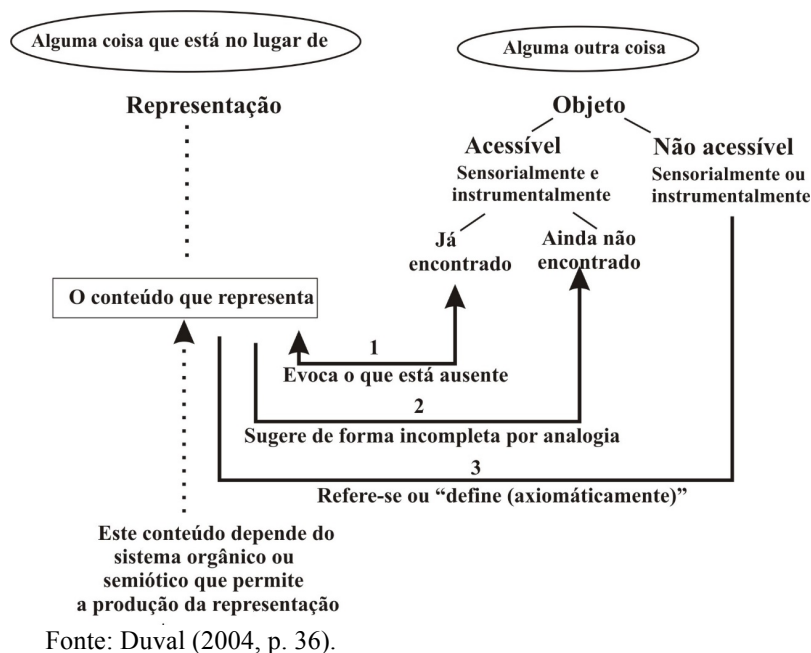 Alguma coisa que está no lugar de
Alguma outra coisa
Representação
Objeto
Acessível
Sensorialmente e
instrumentalmente
Não acessível
Sensorialmente ou
instrumentalmente
Já
encontrado
Ainda não
encontrado
O conteúdo que representa
1
Evoca o que está ausente
2
Sugere de forma incompleta por analogia
3
Refere-se ou “define (axiomáticamente)”
Este conteúdo depende do
sistema orgânico ou
semiótico que permite
a produção da representação
Fonte: Duval (2004, p. 36).